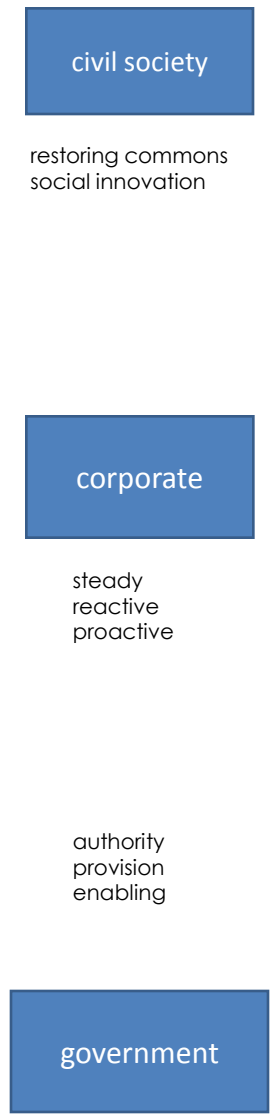 civil society
restoring commons
social innovation
corporate
steady
reactive
proactive
authority
provision
enabling
government